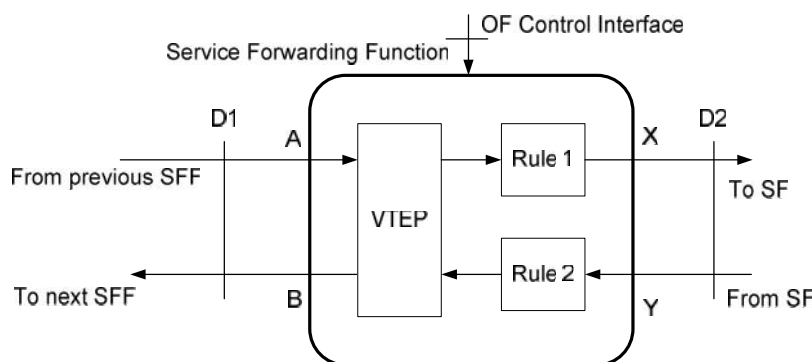 OF Control Interface
Service Forwarding Function
D1
A
X
D2
From previous SFF
Rule 1
To SF
VTEP
Rule 2
To next SFF
B
Y
From SF